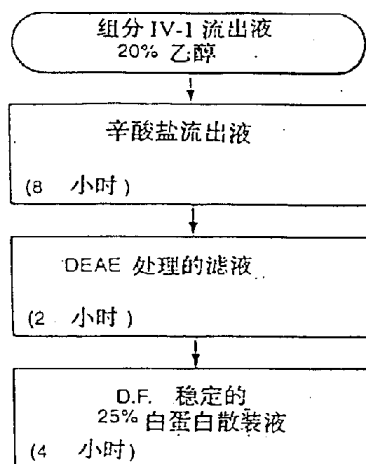 组分 IV-1 流出液
20% 乙醇
辛酸盐流出液
(8 小时)
DEAE 处理的滤液
(2 小时)
D.F. 稳定的
25% 白蛋白散装液
(4 小时)